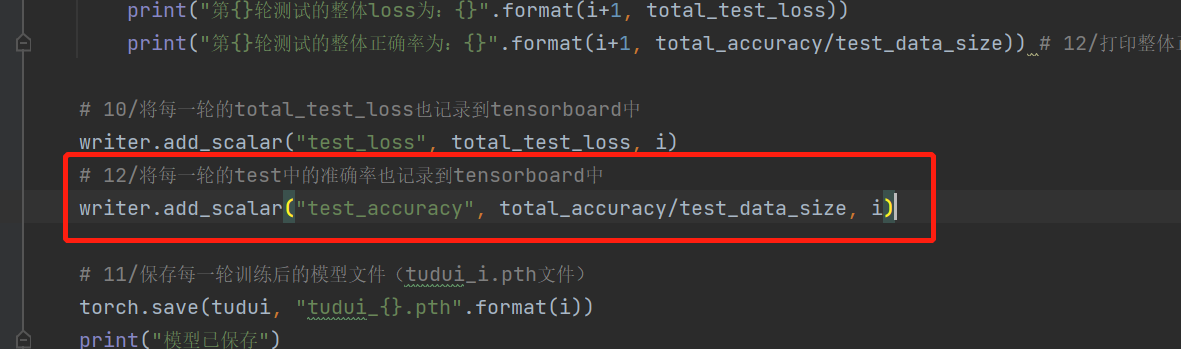 print("第{}轮测试的整体loss为：{}".format(i+1, total_test_loss))
print("第{}轮测试的整体正确率为：{}".format(i+1, total_accuracy/test_data_size)) # 12/打印整体
# 10/将每一轮的total_test_loss也记录到tensorboard中
writer.add_scalar("test_loss", total_test_loss, i)
# 12/将每一轮的test中的准确率也记录到tensorboard中
writer.add_scalar("test_accuracy", total_accuracy/test_data_size, i)
# 11/保存每一轮训练后的模型文件（tudui_i.pth文件）
torch.save(tudui, "tudui_{}.pth".format(i))
print("模型已保存")